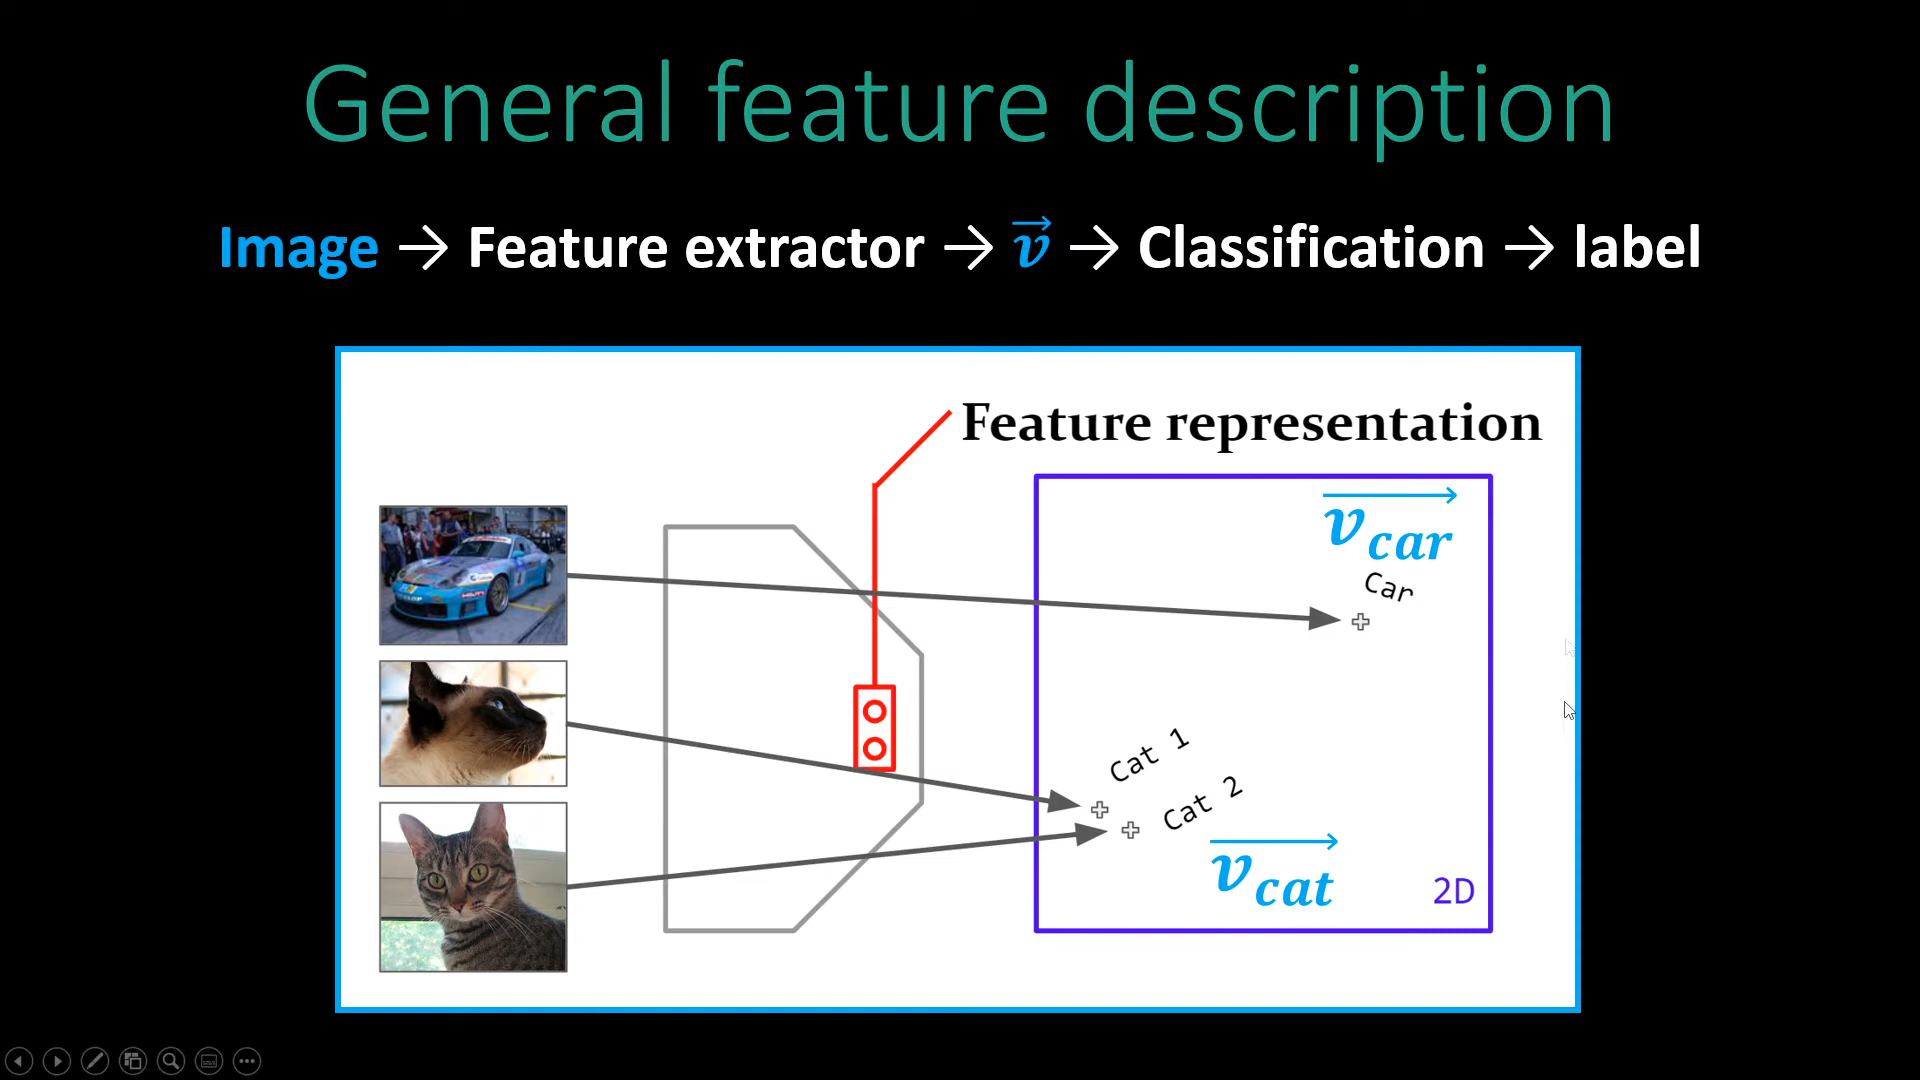 General feature description
Image → Feature extractor → v⃗ → Classification → label
Feature representation
v⃗ car
Car
Cat 1
Cat 2
v⃗ cat
2D